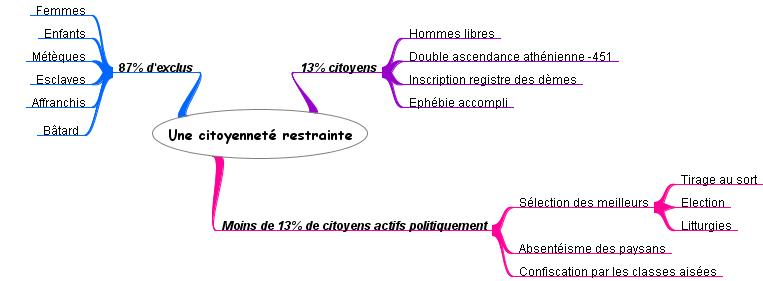 Une citoyenneté restrainte
87% d'exclus
Femmes
Enfants
Métèques
Esclaves
Affranchis
Bâtard
13% citoyens
Hommes libres
Double ascendance athénienne -451
Inscription registre des dèmes
Ephébie accompli
Moins de 13% de citoyens actifs politiquement
Sélection des meilleurs
Tirage au sort
Election
Litturgies
Absentéisme des paysans
Confiscation par les classes aisées